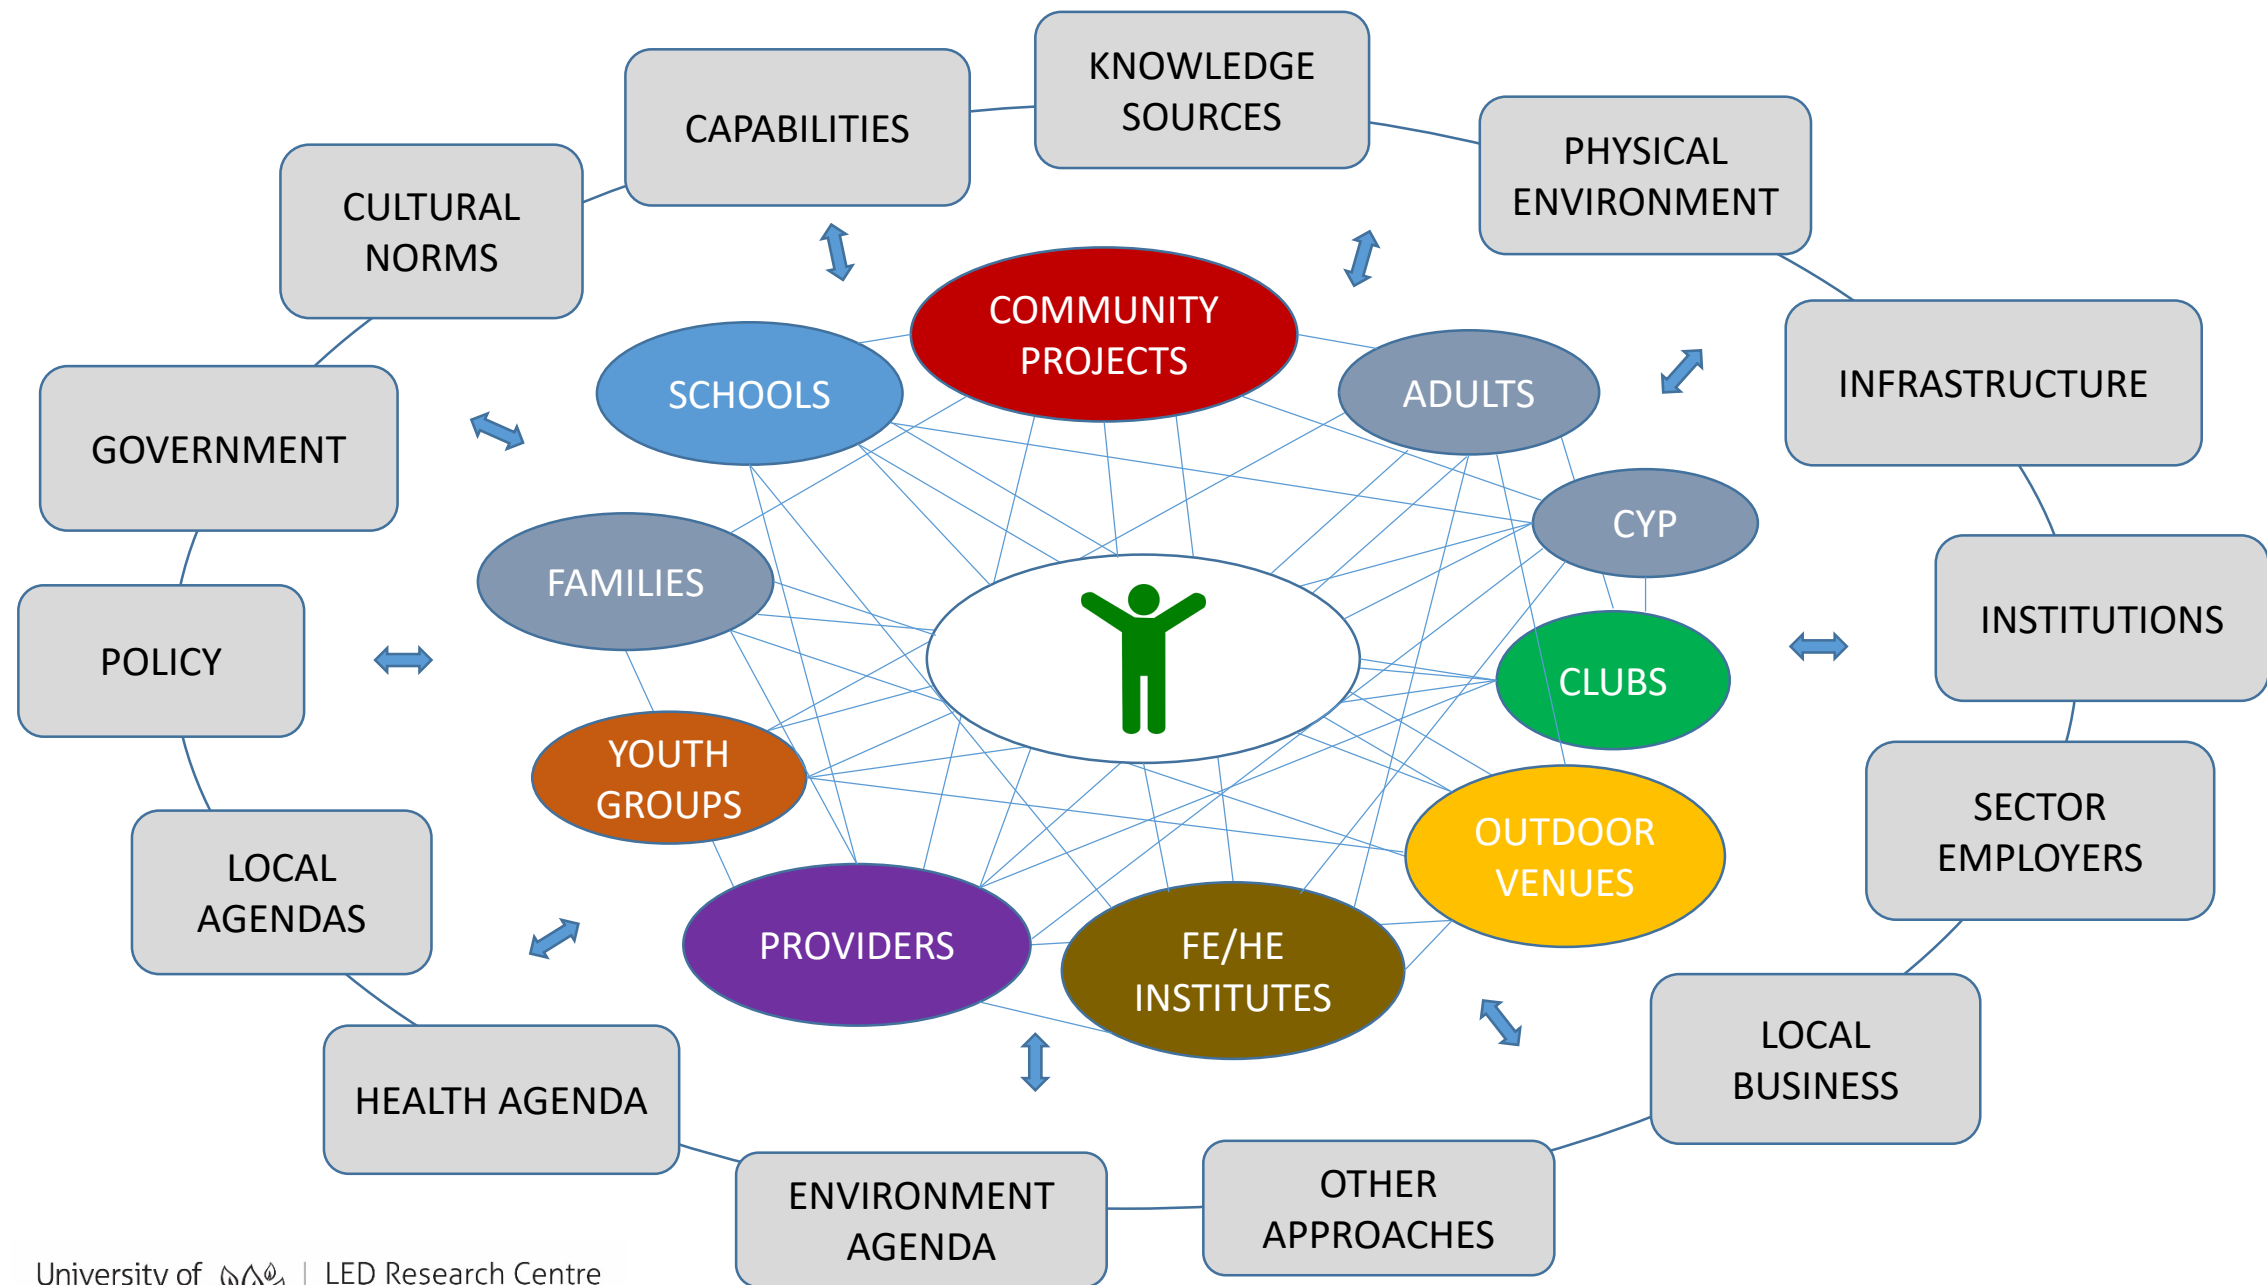 KNOWLEDGE
SOURCES
CAPABILITIES
PHYSICAL
ENVIRONMENT
CULTURAL
NORMS
COMMUNITY
PROJECTS
SCHOOLS
ADULTS
INFRASTRUCTURE
GOVERNMENT
CYP
FAMILIES
INSTITUTIONS
POLICY
CLUBS
YOUTH
GROUPS
OUTDOOR
VENUES
SECTOR
EMPLOYERS
LOCAL
AGENDAS
PROVIDERS
FE/HE
INSTITUTES
LOCAL
BUSINESS
HEALTH AGENDA
ENVIRONMENT
AGENDA
OTHER
APPROACHES
University of | LED Research Centre